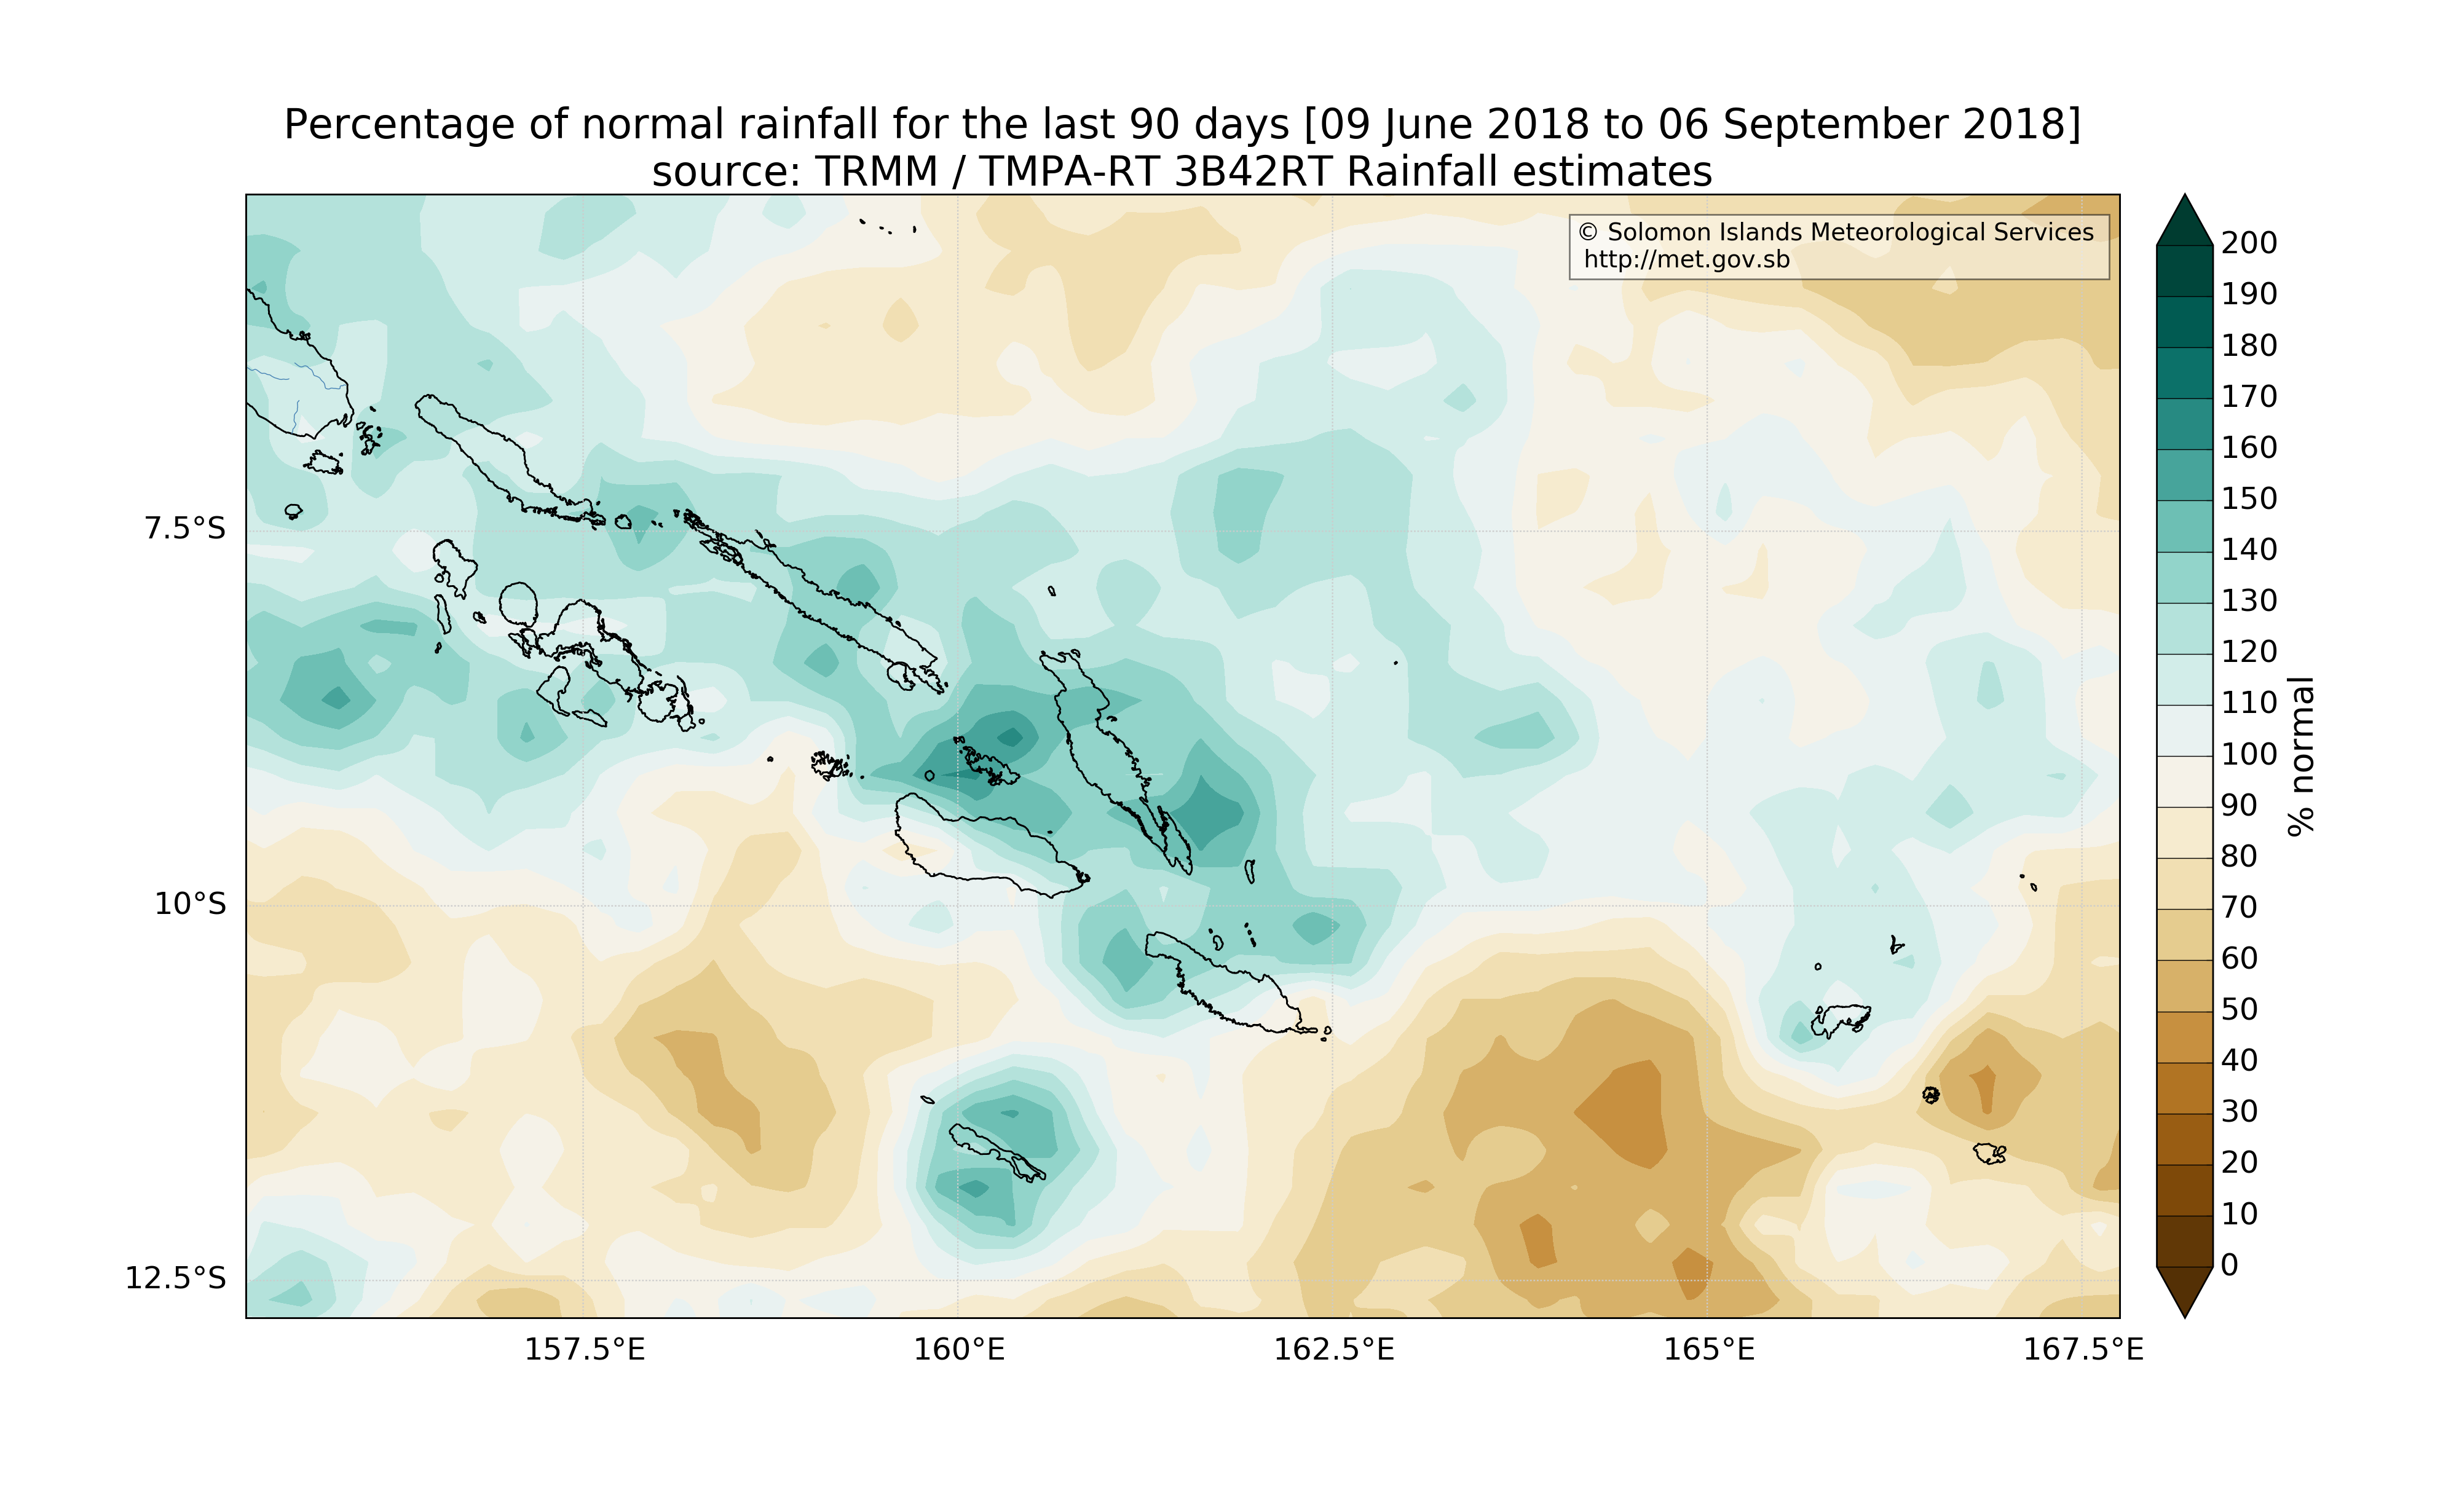 Percentage of normal rainfall for the last 90 days [09 June 2018 to 06 September 2018]
source: TRMM / TMPA-RT 3B42RT Rainfall estimates
© Solomon Islands Meteorological Services
http://met.gov.sb
7.5°S
10°S
12.5°S
157.5°E
160°E
162.5°E
165°E
167.5°E
200
190
180
170
160
150
140
130
120
110
100
90
80
70
60
50
40
30
20
10
0
% normal